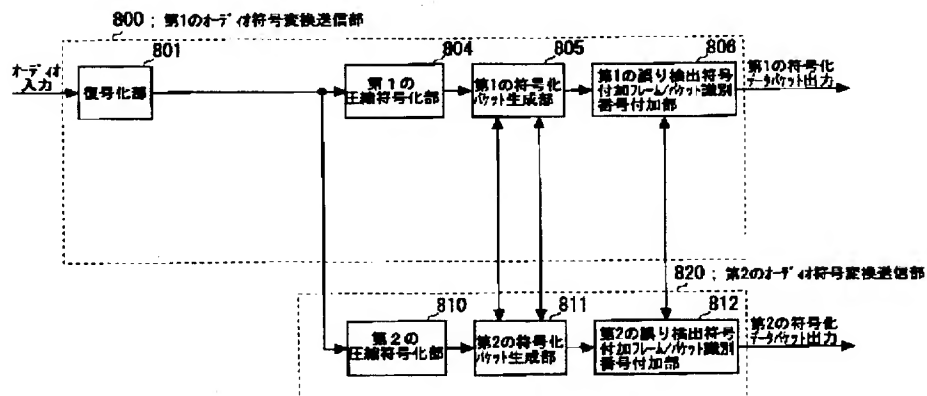 800 ; 第1のオーディオ符号変換送信部
オーディオ
入力
801
復号化部
804
第1の
圧縮符号化部
805
第1の符号化
パケット生成部
806
第1の誤り検出符号
付加フレーム/パケット識別
番号付加部
第1の符号化
データパケット出力
820 ; 第2のオーディオ符号変換送信部
810
第2の
圧縮符号化部
811
第2の符号化
パケット生成部
812
第2の誤り検出符号
付加フレーム/パケット識別
番号付加部
第2の符号化
データパケット出力